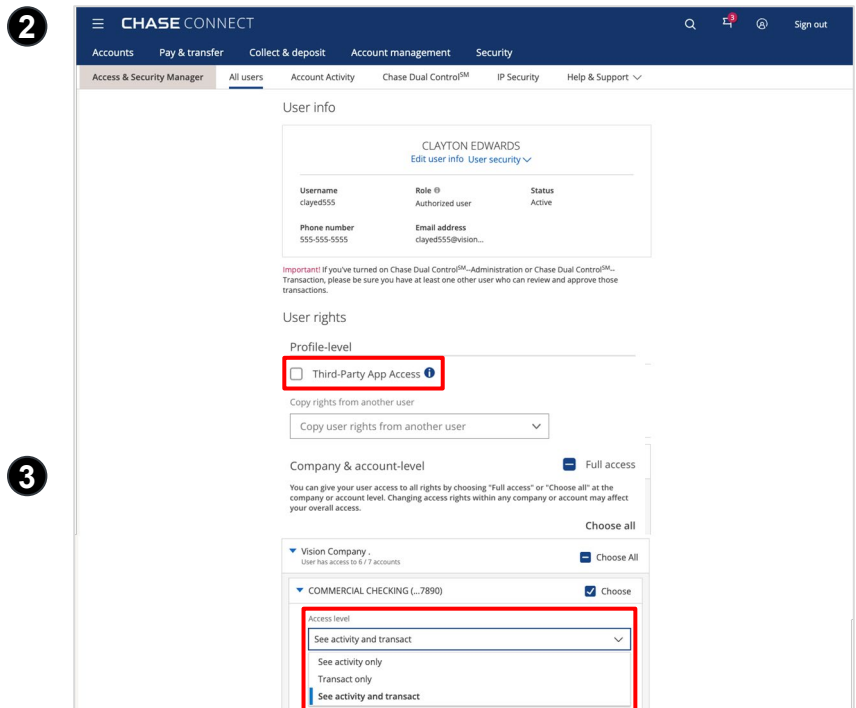 2
CHASE CONNECT
3
Sign out
Accounts Pay & transfer Collect & deposit Account management Security
Access & Security Manager All users Account Activity Chase Dual Control℠ IP Security Help & Support
User info
CLAYTON EDWARDS
Edit user info User security
Username Role Status
clayed555 Authorized user Active
Phone number Email address
555-555-5555 clayed555@vision...
Important! If you've turned on Chase Dual Control℠–Administration or Chase Dual Control℠–
Transaction, please be sure you have at least one other user who can review and approve those
transactions.
User rights
Profile-level
Third-Party App Access
Copy rights from another user
Copy user rights from another user
3
Company & account-level Full access
You can give your user access to all rights by choosing "Full access" or "Choose all" at the
company or account level. Changing access rights within any company or account may affect
your overall access.
Choose all
Vision Company . Choose All
User has access to 6 / 7 accounts
COMMERCIAL CHECKING (...7890) Choose
Access level
See activity and transact
See activity only
Transact only
See activity and transact